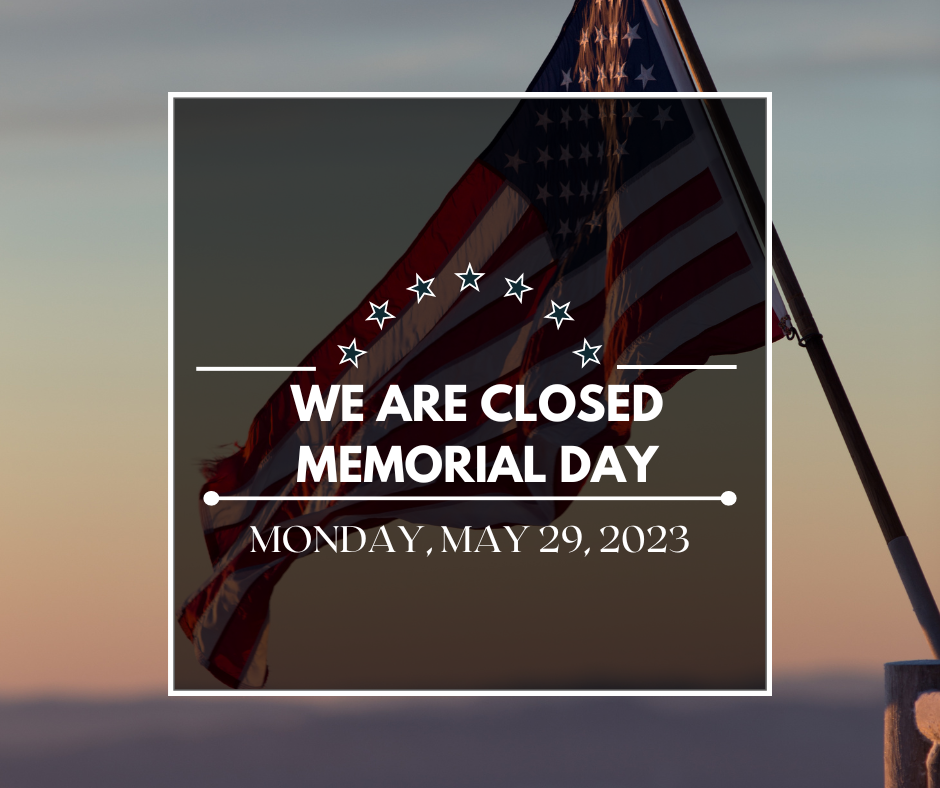 WE ARE CLOSED
MEMORIAL DAY
MONDAY, MAY 29, 2023